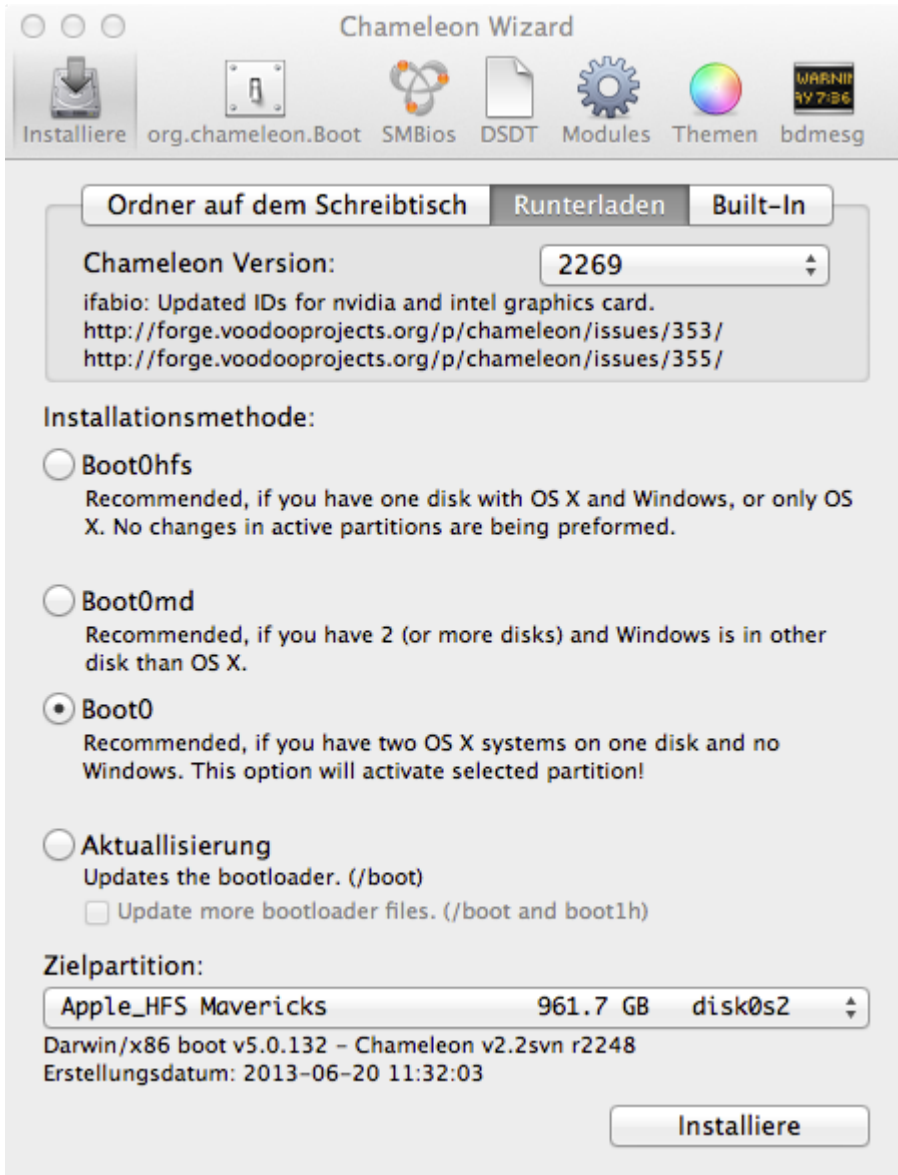 Chameleon Wizard
WARNIN
AY 7:86
Installiere org.chameleon.Boot SMBios DSDT Modules Themen bdmesg
Ordner auf dem Schreibtisch Runterladen Built-In
Chameleon Version: 2269
ifabio: Updated IDs for nvidia and intel graphics card.
http://forge.voodooprojects.org/p/chameleon/issues/353/
http://forge.voodooprojects.org/p/chameleon/issues/355/
Installationsmethode:
Boot0hfs
Recommended, if you have one disk with OS X and Windows, or only OS
X. No changes in active partitions are being preformed.
Boot0md
Recommended, if you have 2 (or more disks) and Windows is in other
disk than OS X.
Boot0
Recommended, if you have two OS X systems on one disk and no
Windows. This option will activate selected partition!
Aktuallisierung
Updates the bootloader. (/boot)
Update more bootloader files. (/boot and boot1h)
Zielpartition:
Apple_HFS Mavericks 961.7 GB disk0s2
Darwin/x86 boot v5.0.132 - Chameleon v2.2svn r2248
Erstellungsdatum: 2013-06-20 11:32:03
Installiere